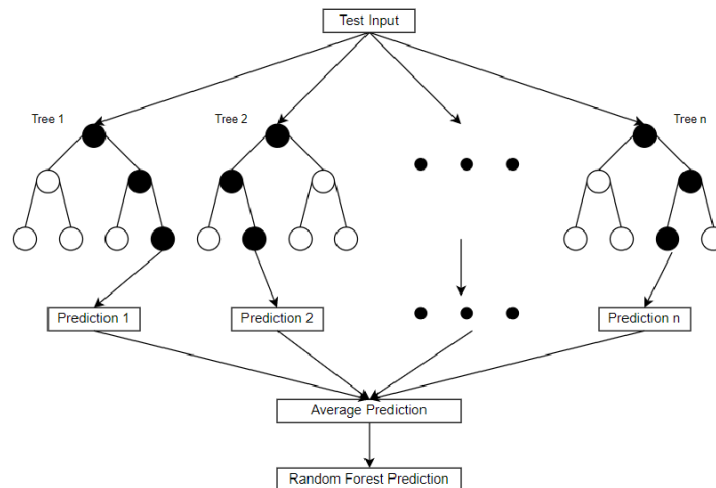 Test Input
Tree 1
Tree 2
Tree n
Prediction 1
Prediction 2
Prediction n
Average Prediction
Random Forest Prediction